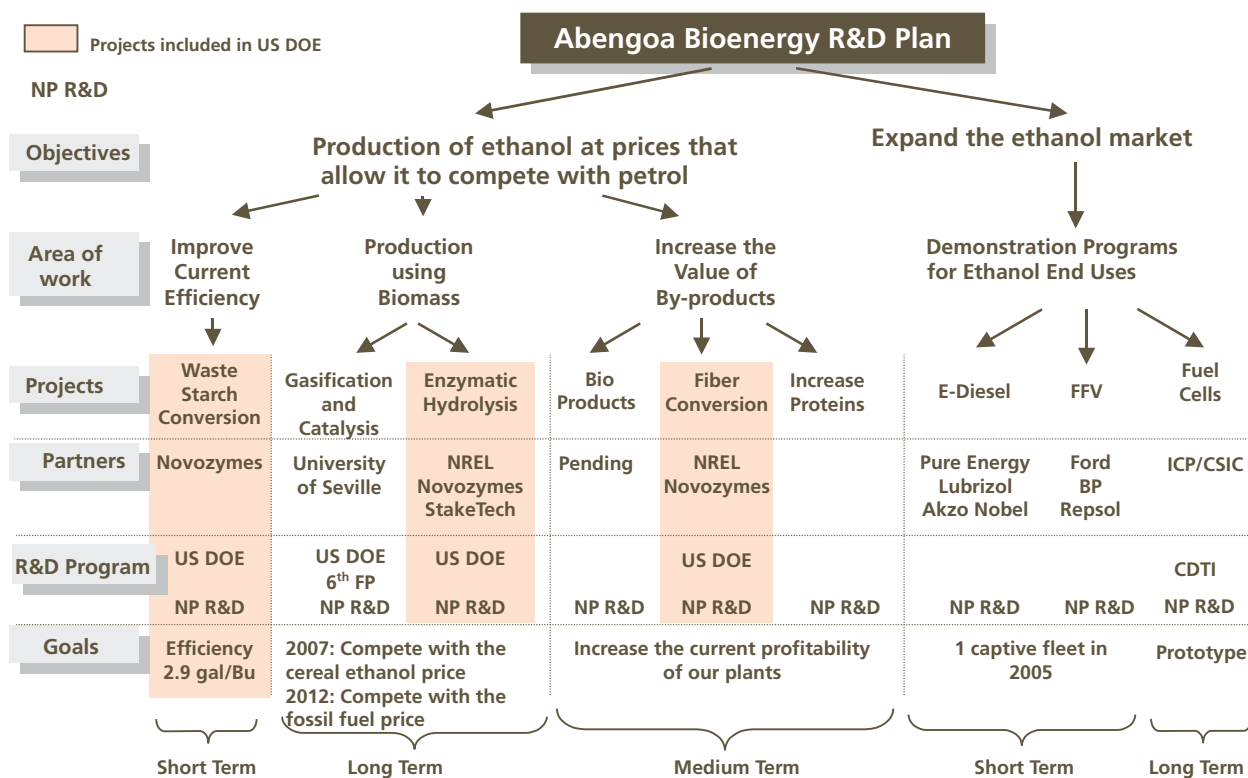 Abengoa Bioenergy R&D Plan
Projects included in US DOE
NP R&D
Objectives
Production of ethanol at prices that
allow it to compete with petrol
Expand the ethanol market
Area of
work
Improve
Current
Efficiency
Production
using
Biomass
Increase the
Value of
By-products
Demonstration Programs
for Ethanol End Uses
Projects
Waste
Starch
Conversion
Gasification
and
Catalysis
Enzymatic
Hydrolysis
Bio
Products
Fiber
Conversion
Increase
Proteins
E-Diesel
FFV
Fuel
Cells
Partners
Novozymes
University
of Seville
NREL
Novozymes
StakeTech
Pending
NREL
Novozymes
Pure Energy
Lubrizol
Akzo Nobel
Ford
BP
Repsol
ICP/CSIC
R&D Program
US DOE
NP R&D
US DOE
6th FP
NP R&D
US DOE
NP R&D
NP R&D
US DOE
NP R&D
NP R&D
NP R&D
NP R&D
CDTI
NP R&D
Goals
Efficiency
2.9 gal/Bu
2007: Compete with the
cereal ethanol price
2012: Compete with the
fossil fuel price
Increase the current profitability
of our plants
1 captive fleet in
2005
Prototype
Short Term
Long Term
Medium Term
Short Term
Long Term